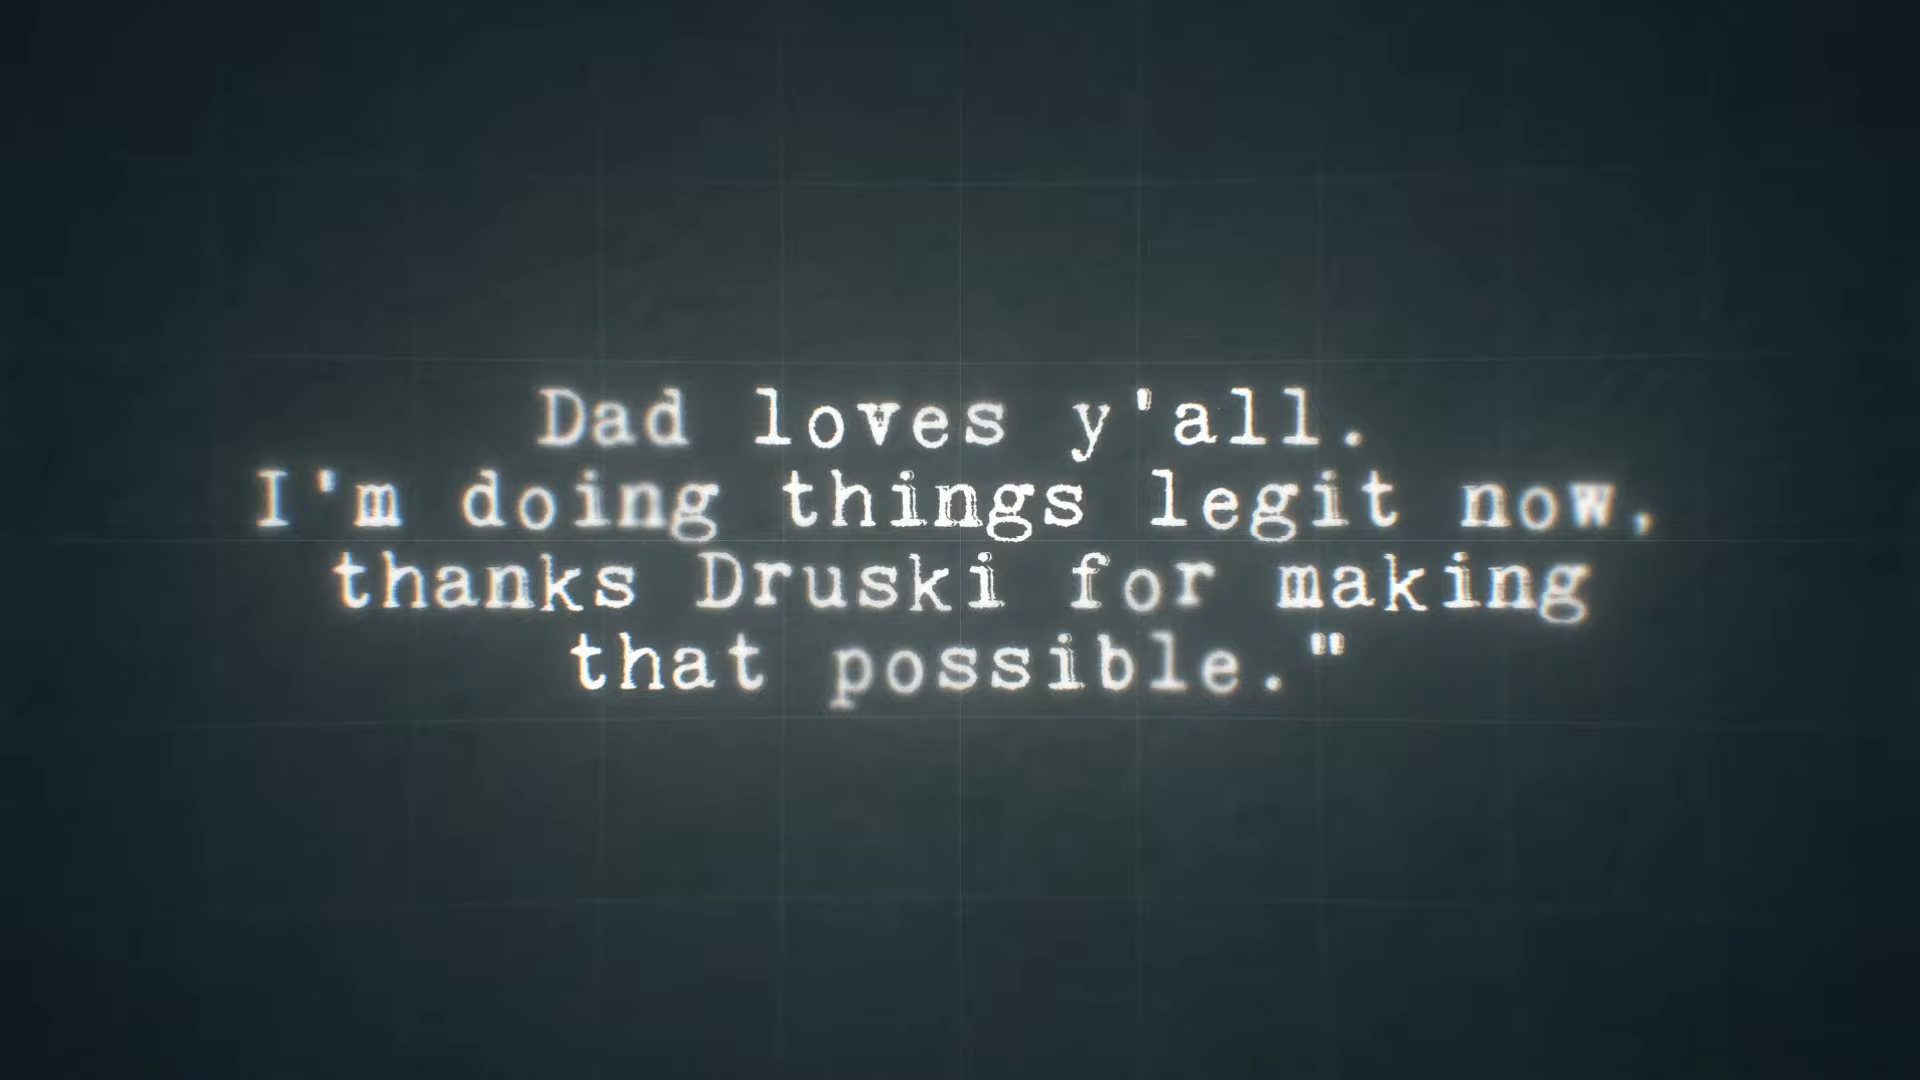 Dad loves y'all.
I'm doing things legit now,
thanks Druski for making
that possible."